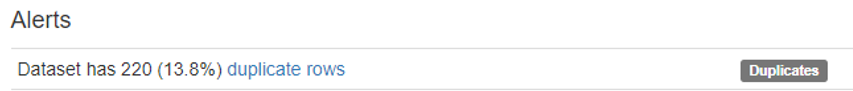 Alerts
Dataset has 220 (13.8%) duplicate rows Duplicates